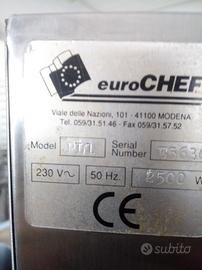 euroCHEF
Viale delle Nazioni, 101 - 41100 MODENA
Tel. 059/31.51.46 - Fax 059/31.57.52
Model Serial Number
230 V~ 50 Hz. 2500 W
CE
subito